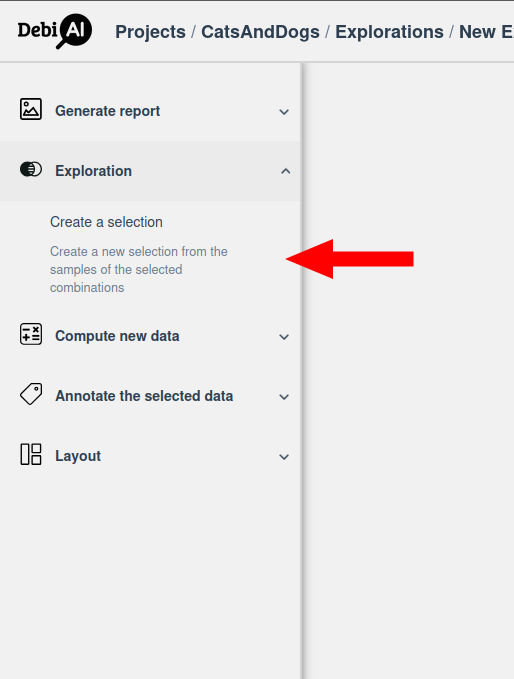 Debi AI Projects / CatsAndDogs / Explorations / New E
Generate report
Exploration
Create a selection
Create a new selection from the
samples of the selected
combinations
Compute new data
Annotate the selected data
Layout